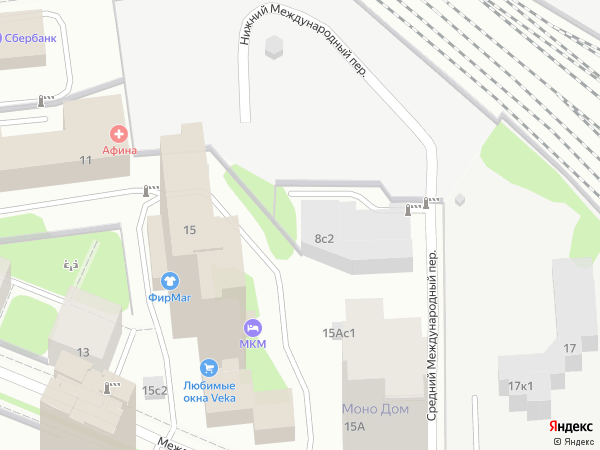 Сбербанк
Нижний Международный пер.
Афина
11
15
8с2
ФирМаг
Средний Международный пер.
МКМ
15Ас1
13
17
Любимые
окна Veka
15с2
17к1
Моно Дом
15А
Яндекс
© Яндекс